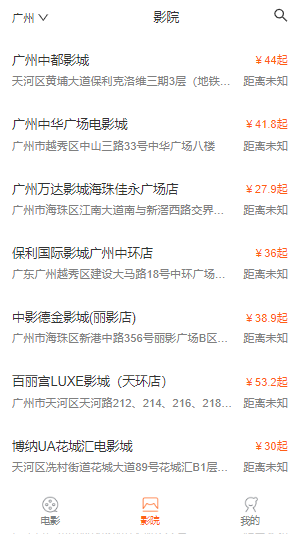 广州
影院
广州中都影城 ￥44起
天河区黄埔大道保利克洛维三期3层（地铁… 距离未知
广州中华广场电影城 ￥41.8起
广州市越秀区中山三路33号中华广场八楼 距离未知
广州万达影城海珠佳永广场店 ￥27.9起
广州市海珠区江南大道南与新滘西路交界… 距离未知
保利国际影城广州中环店 ￥36起
广东广州越秀区建设大马路18号中环广场… 距离未知
中影德金影城(丽影店) ￥38.9起
广州市海珠区新港中路356号丽影广场B区… 距离未知
百丽宫LUXE影城（天环店） ￥53.2起
广州市天河区天河路212、214、216、218… 距离未知
博纳UA花城汇电影城 ￥30起
天河区冼村街道花城大道89号花城汇B1层… 距离未知
电影 影院 我的